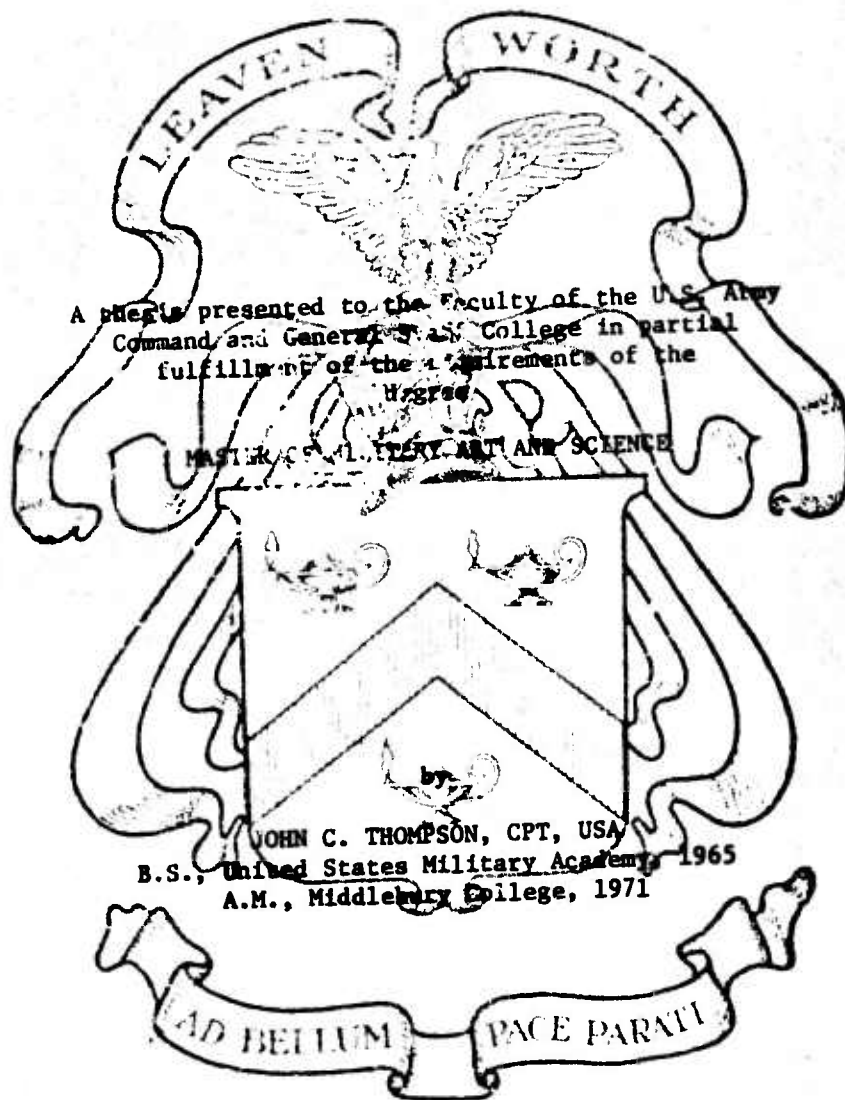 LEAVEN WORTH
A thesis presented to the Faculty of the U.S. Army
Command and General Staff College in partial
fulfillment of the requirements of the
degree
MASTER OF MILITARY ART AND SCIENCE
by
JOHN C. THOMPSON, CPT, USA
B.S., United States Military Academy, 1965
A.M., Middlebury College, 1971
AD BELLUM PACE PARATI